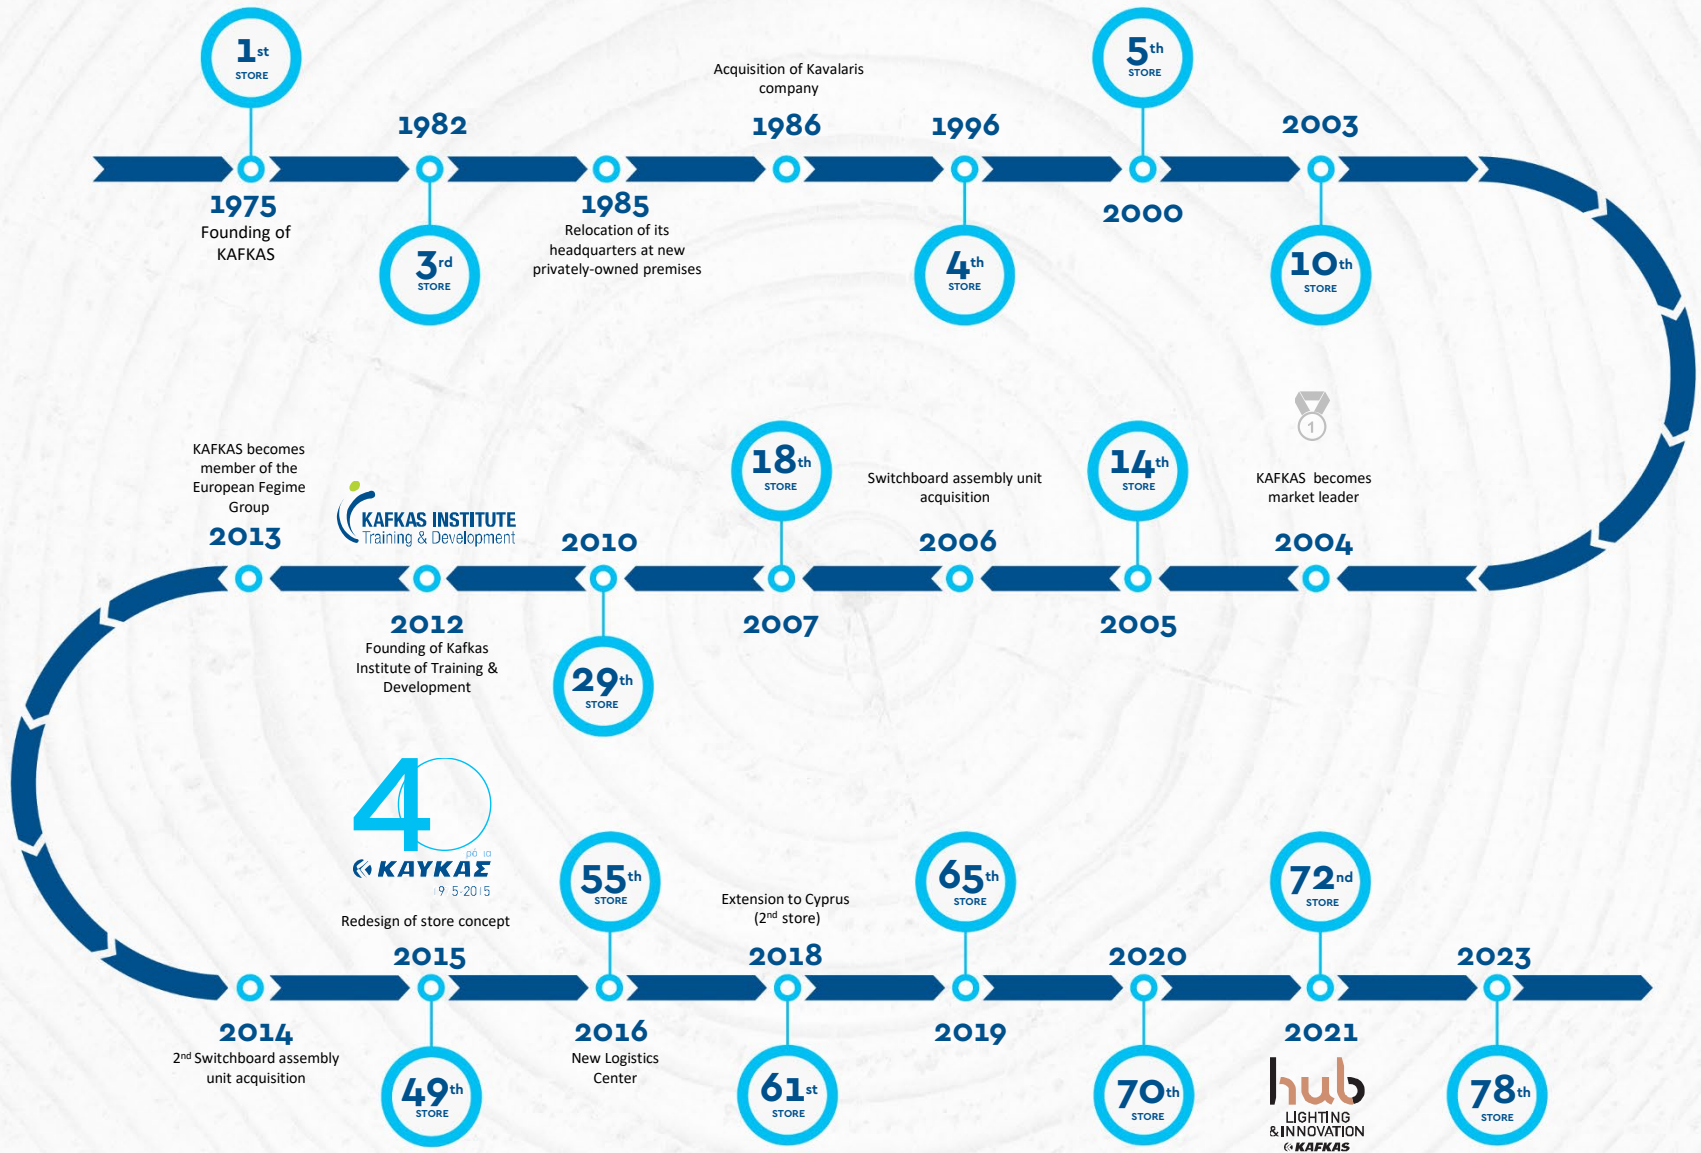 1st
STORE
1975
Founding of
KAFKAS
1982
3rd
STORE
1985
Relocation of its
headquarters at new
privately-owned premises
Acquisition of Kavalaris
company
1986
1996
4th
STORE
5th
STORE
2000
2003
10th
STORE
1
KAFKAS becomes
market leader
2004
14th
STORE
2005
Switchboard assembly unit
acquisition
2006
18th
STORE
2007
2010
29th
STORE
KAFKAS INSTITUTE
Training & Development
2012
Founding of Kafkas
Institute of Training &
Development
KAFKAS becomes
member of the
European Fegime
Group
2013
2014
2nd Switchboard assembly
unit acquisition
40
ΚΑΥΚΑΣ
Redesign of store concept
2015
49th
STORE
55th
STORE
2016
New Logistics
Center
Extension to Cyprus
(2nd store)
2018
61st
STORE
65th
STORE
2019
2020
70th
STORE
72nd
STORE
2021
hub
LIGHTING
&INNOVATION
KAFKAS
2023
78th
STORE